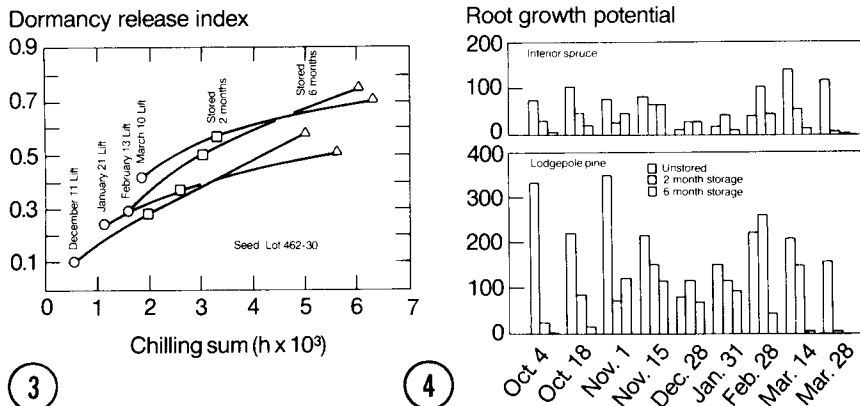 Dormancy release index
0.9
0.7
0.5
0.3
0.1
December 11 Lift
January 21 Lift
February 13 Lift
March 10 Lift
Stored
2 months
Stored
6 months
Seed Lot 462-30
0 1 2 3 4 5 6 7
Chilling sum (h x 10³)
3
Root growth potential
200
100
0
Interior spruce
400
300
200
100
0
Lodgepole pine
Unstored
2 month storage
6 month storage
Oct 4
Oct 18
Nov. 1
Nov. 15
Dec. 28
Jan. 31
Feb. 28
Mar. 14
Mar. 28
4